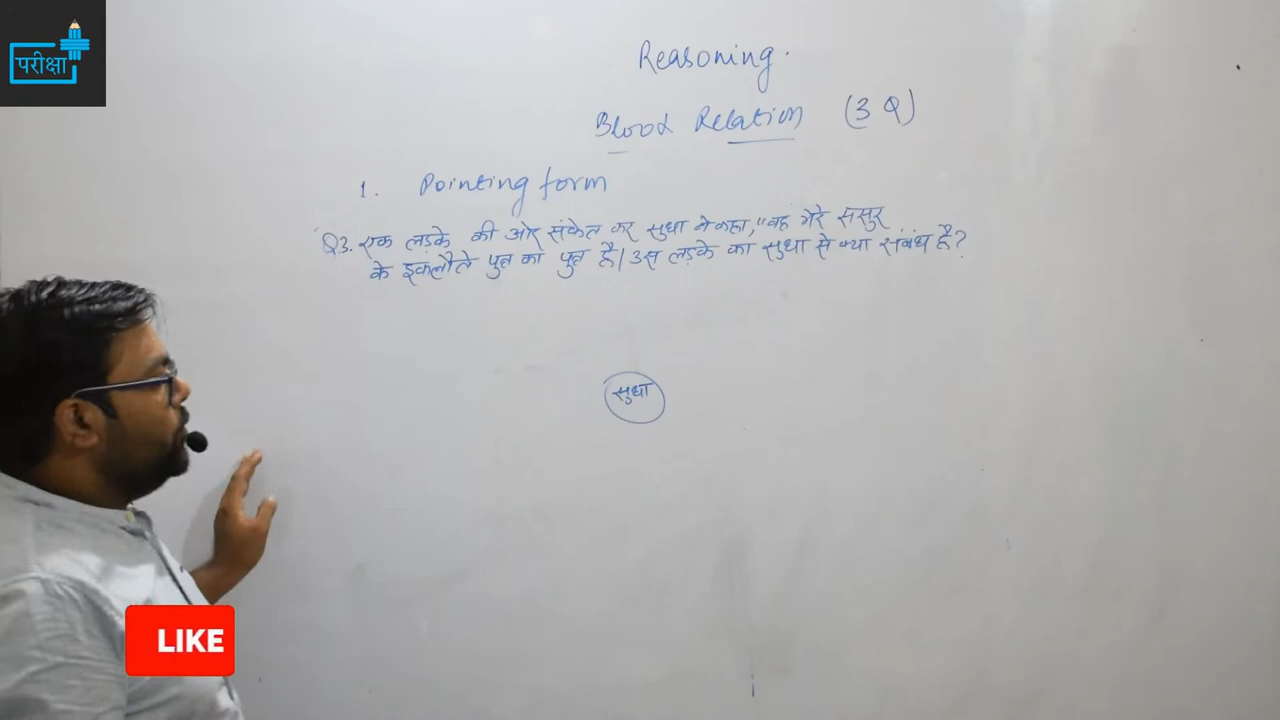 परीक्षा
Reasoning.
Blood Relation (3 Q)
1. Pointing form
Q3. एक लड़के की ओर संकेत कर सुधा ने कहा, "वह मेरे ससुर
के इकलौते पुत्र का पुत्र है। उस लड़के का सुधा से क्या संबंध है?
सुधा
LIKE